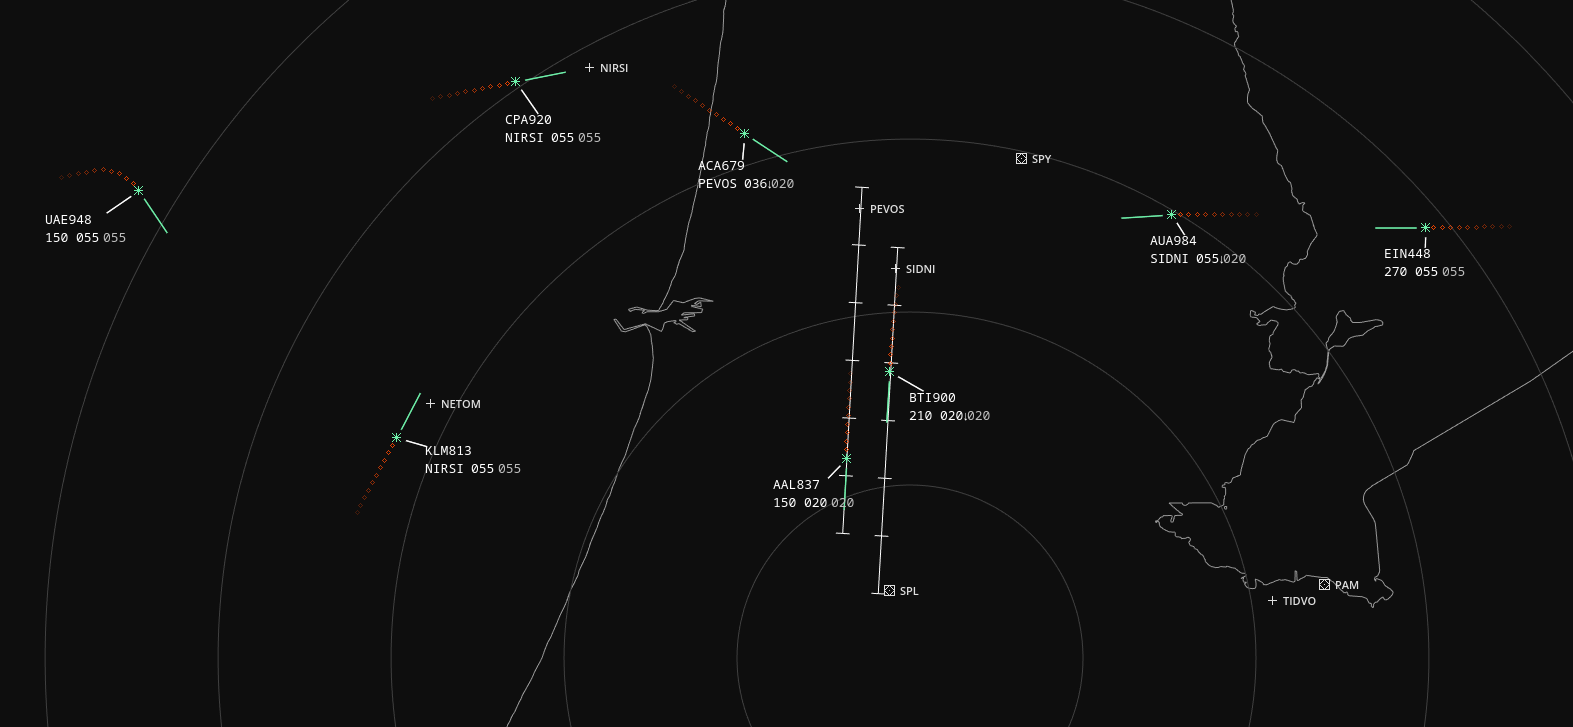 NIRSI
CPA920
NIRSI 055 055
ACA679
PEVOS 036↓020
SPY
UAE948
150 055 055
PEVOS
AUA984
SIDNI 055↓020
EIN448
270 055 055
SIDNI
BTI900
210 020↓020
NETOM
KLM813
NIRSI 055 055
AAL837
150 020 020
SPL
PAM
TIDVO